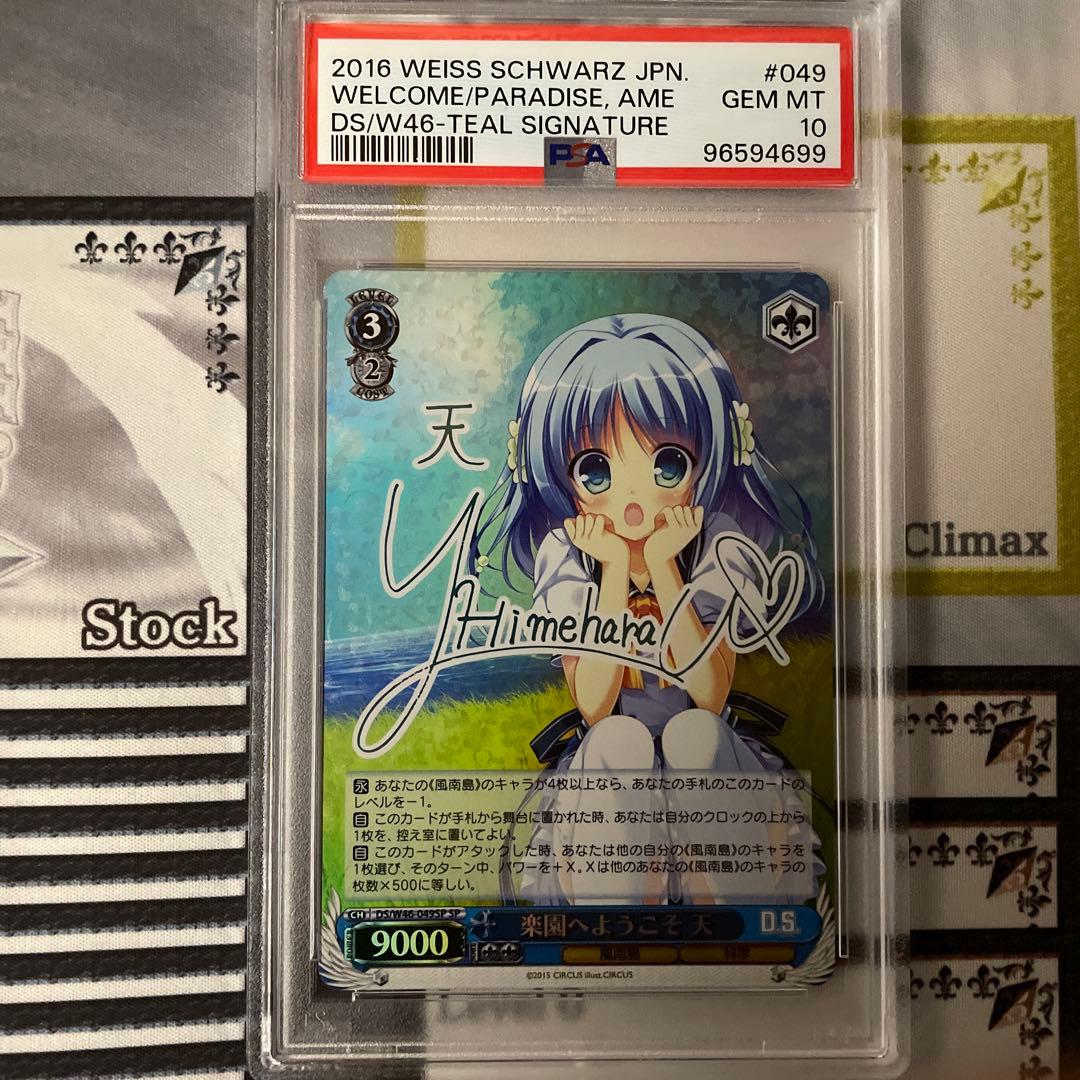 2016 WEISS SCHWARZ JPN. #049
WELCOME/PARADISE, AME GEM MT
DS/W46-TEAL SIGNATURE 10
PSA 96594699
LEVEL
3
2
COST
天
Y Himehara
Stock
Climax
永 あなたの《風南島》のキャラが4枚以上なら、あなたの手札のこのカードの
レベルを－1。
自 このカードが手札から舞台に置かれた時、あなたは自分のクロックの上から
1枚を、控え室に置いてよい。
自 このカードがアタックした時、あなたは他の自分の《風南島》のキャラを
1枚選び、そのターン中、パワーを＋X。Xは他のあなたの《風南島》のキャラの
枚数×500に等しい。
CH DS/W46-049SP SP
楽園へようこそ 天 D.S.
POWER 9000
風南島 科学
©2015 CIRCUS illust.CIRCUS